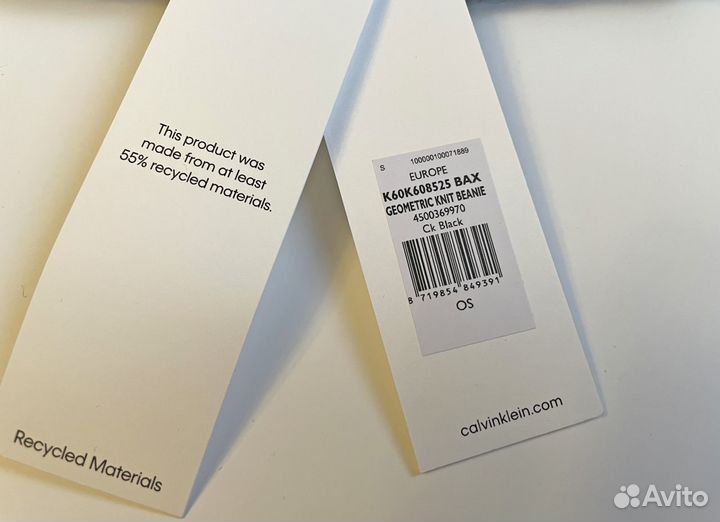 This product was
made from at least
55% recycled materials.
Recycled Materials
S 100000100071889
EUROPE
K60K608525 BAX
GEOMETRIC KNIT BEANIE
4500369970
Ck Black
8 719854 849391
OS
calvinklein.com
Avito